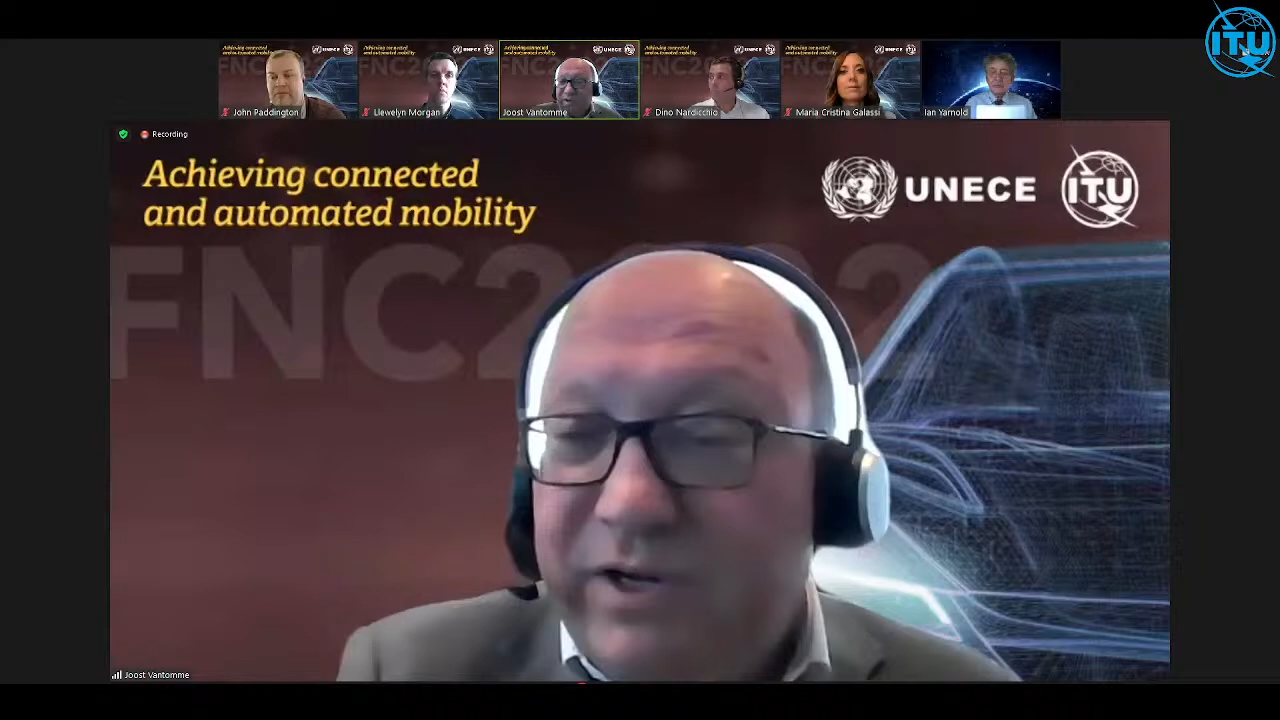 ITU
John Paddington
Llewelyn Morgan
Joost Vantomme
Dino Nardicchio
Maria Cristina Galassi
Ian Yarnold
Recording
Achieving connected
and automated mobility
UNECE
ITU
FNC2022
Joost Vantomme